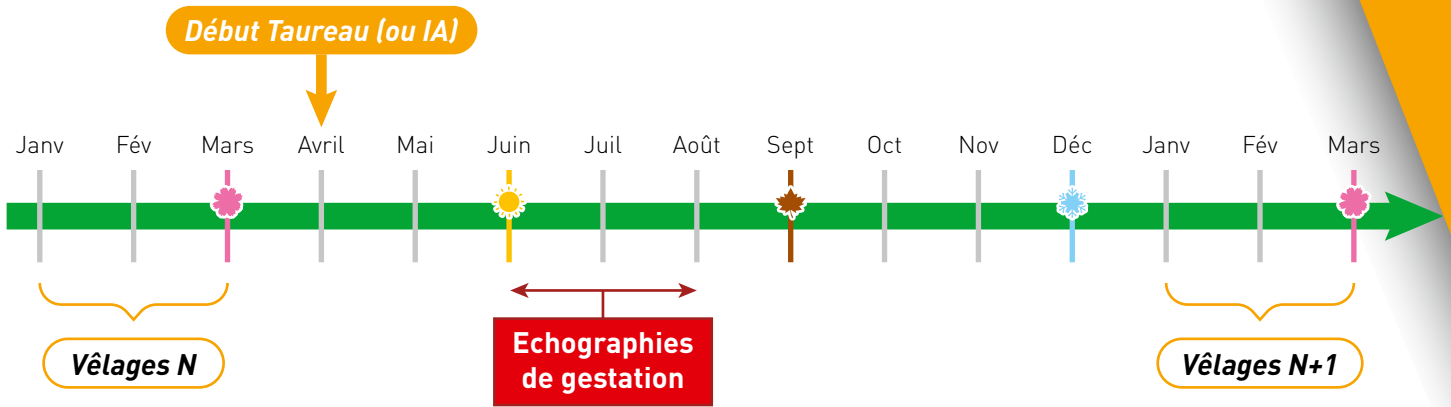 Début Taureau (ou IA)
Janv Fév Mars Avril Mai Juin Juil Août Sept Oct Nov Déc Janv Fév Mars
Vêlages N
Echographies
de gestation
Vêlages N+1